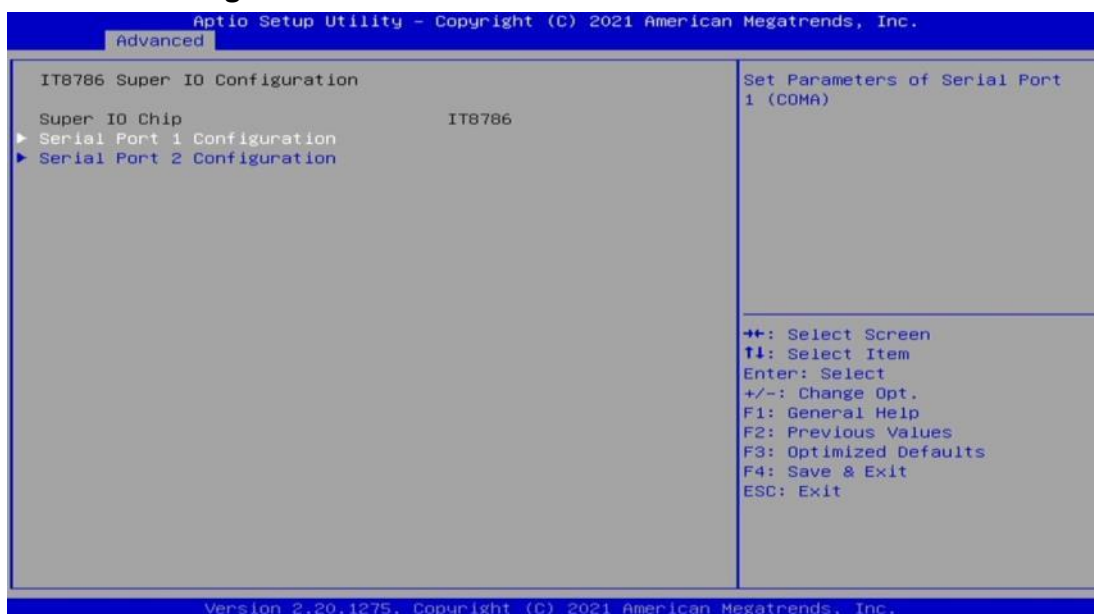 Aptio Setup Utility – Copyright (C) 2021 American Megatrends, Inc.
Advanced
IT8786 Super IO Configuration
Super IO Chip IT8786
► Serial Port 1 Configuration
► Serial Port 2 Configuration
Set Parameters of Serial Port
1 (COMA)
→←: Select Screen
↑↓: Select Item
Enter: Select
+/-: Change Opt.
F1: General Help
F2: Previous Values
F3: Optimized Defaults
F4: Save & Exit
ESC: Exit
Version 2.20.1275. Copyright (C) 2021 American Megatrends, Inc.